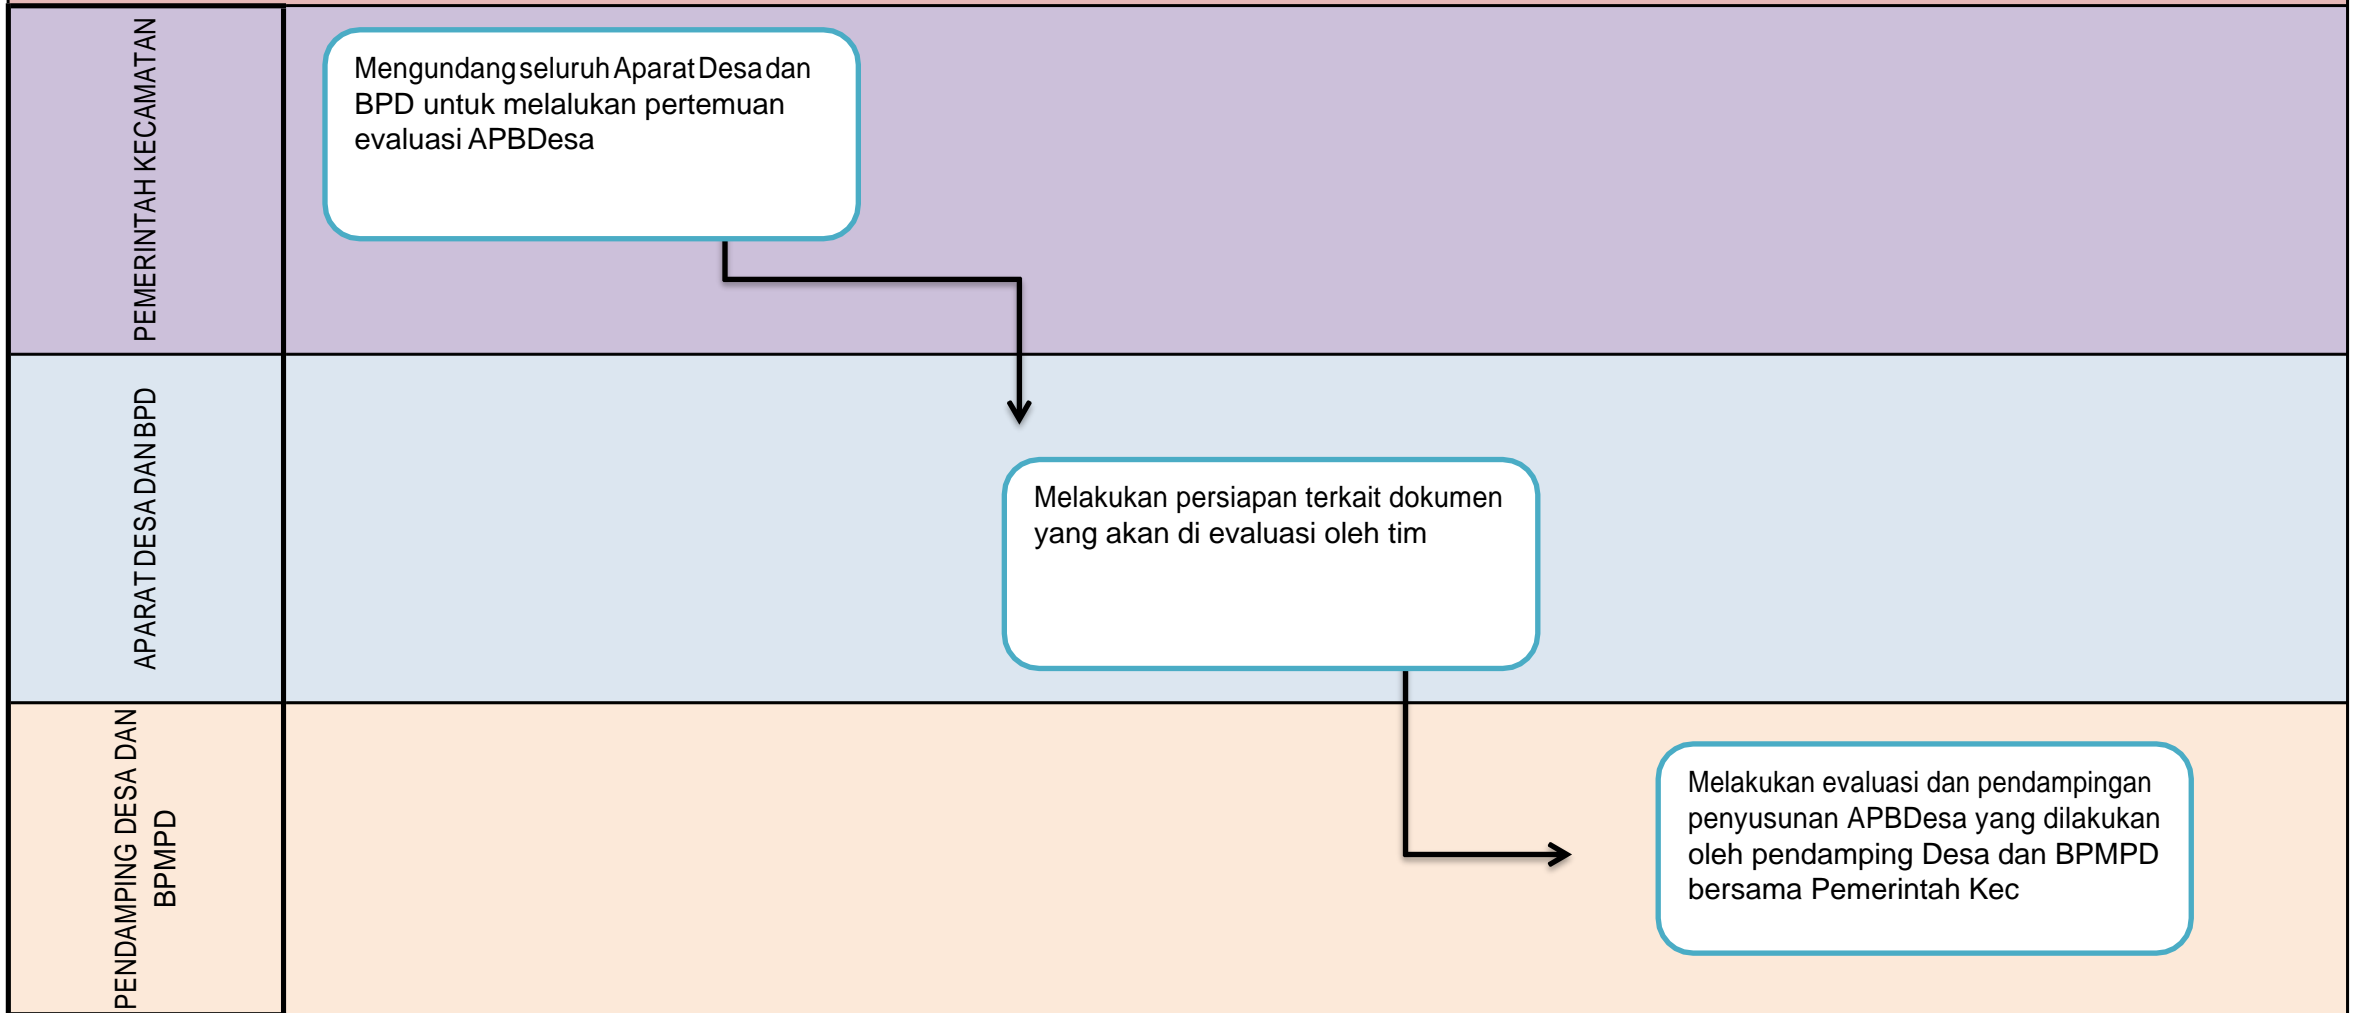 PEMERINTAH KECAMATAN
Mengundang seluruh Aparat Desa dan
BPD untuk melalukan pertemuan
evaluasi APBDesa
APARAT DESA DAN BPD
Melakukan persiapan terkait dokumen
yang akan di evaluasi oleh tim
PENDAMPING DESA DAN
BPMPD
Melakukan evaluasi dan pendampingan
penyusunan APBDesa yang dilakukan
oleh pendamping Desa dan BPMPD
bersama Pemerintah Kec